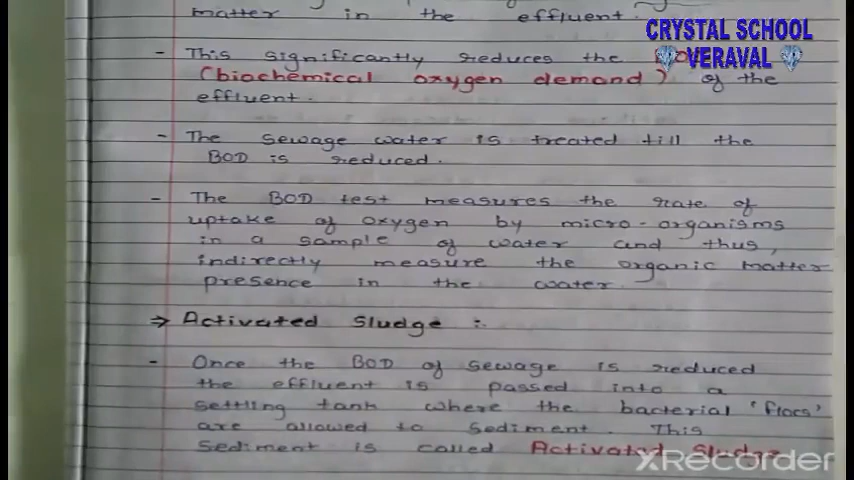 matter in the effluent.
CRYSTAL SCHOOL
VERAVAL
- This significantly reduces the
(biochemical oxygen demand) of the
effluent.
- The sewage water is treated till the
BOD is reduced.
- The BOD test measures the rate of
uptake of oxygen by micro-organisms
in a sample of water and thus,
indirectly measure the organic matter
presence in the water.
⇒ Activated Sludge :-
- Once the BOD of sewage is reduced
the effluent is passed into a
settling tank where the bacterial 'flocs'
are allowed to sediment. This
sediment is called Activated Sludge
XRecorder